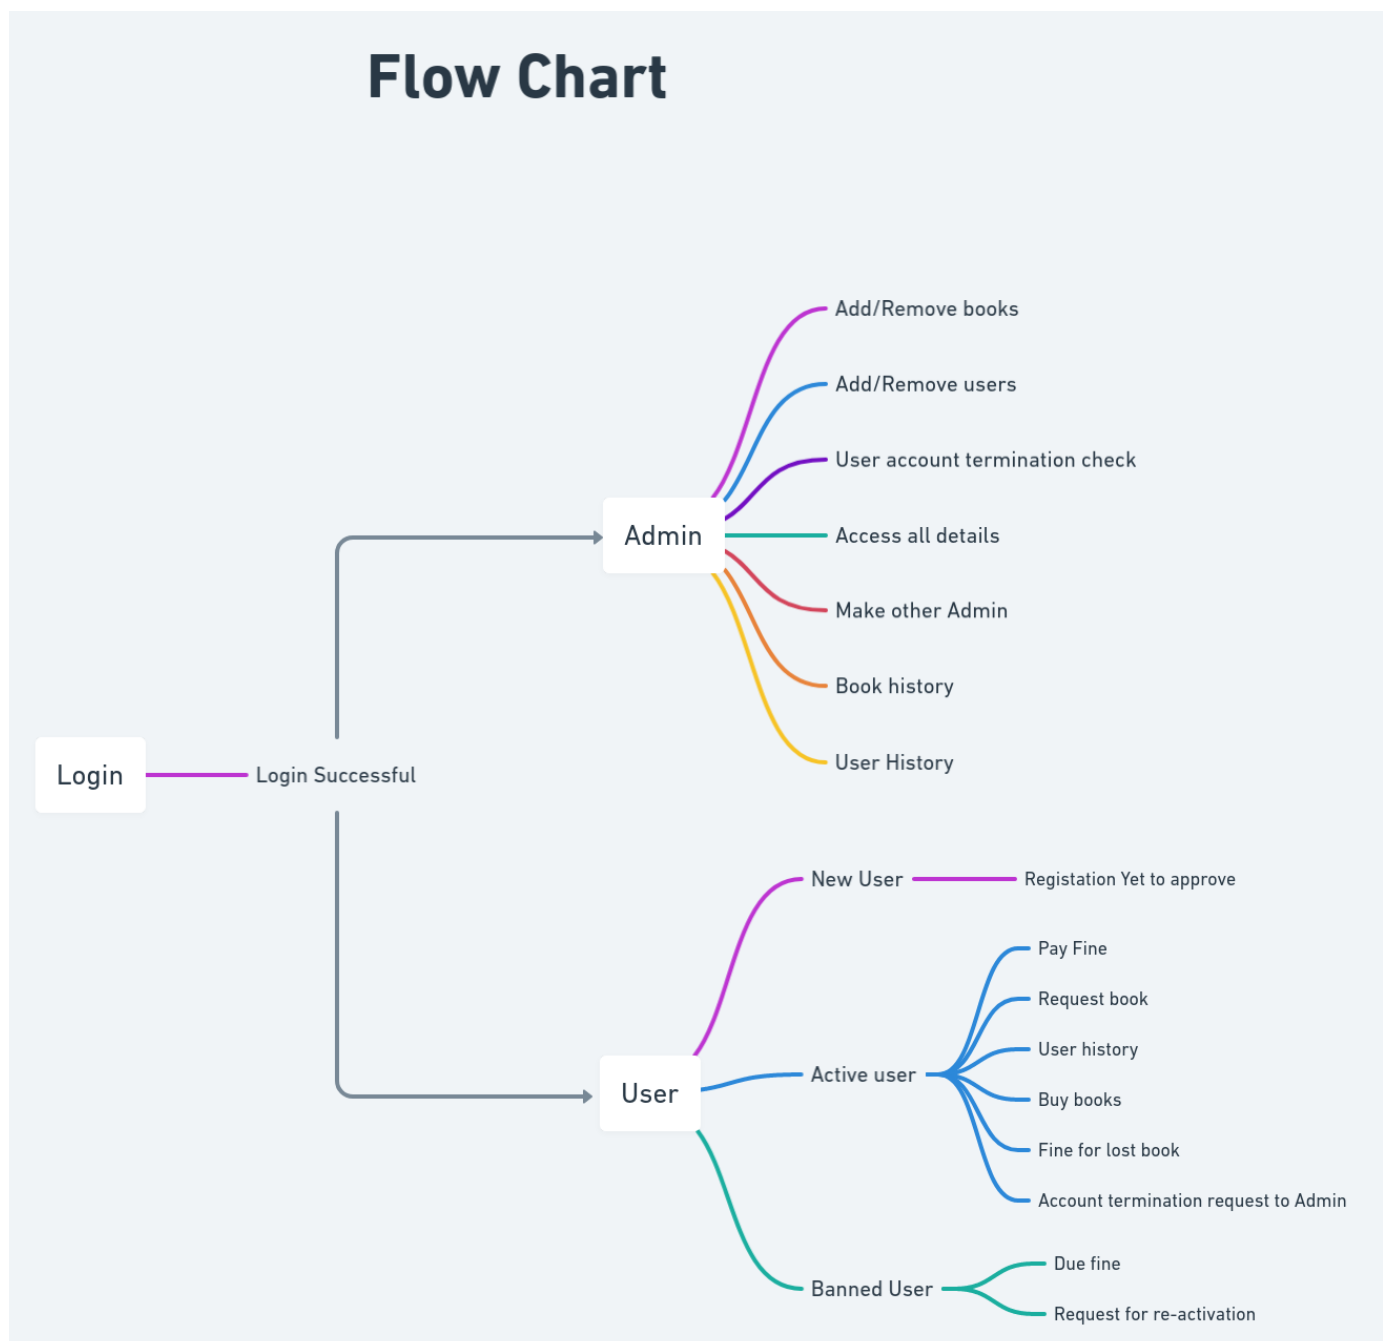 Flow Chart
Add/Remove books
Add/Remove users
User account termination check
Admin
Access all details
Make other Admin
Book history
User History
Login
Login Successful
New User
Registation Yet to approve
Pay Fine
Request book
User history
Active user
Buy books
User
Fine for lost book
Account termination request to Admin
Due fine
Banned User
Request for re-activation